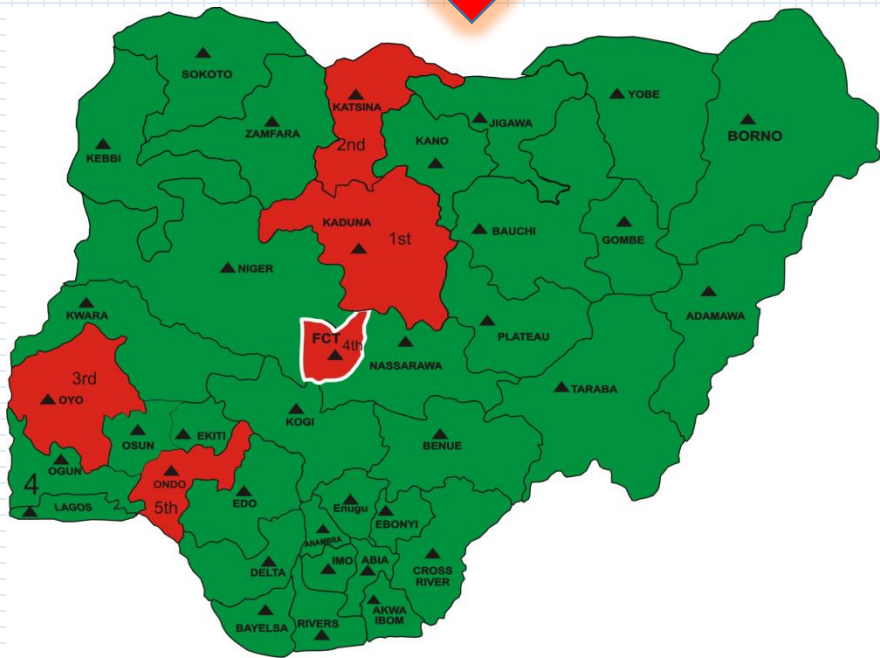 SOKOTO
KATSINA
2nd
ZAMFARA
KEBBI
KANO
JIGAWA
YOBE
BORNO
KADUNA
1st
BAUCHI
GOMBE
NIGER
KWARA
ADAMAWA
FCT
4th
NASSARAWA
PLATEAU
3rd
OYO
TARABA
KOGI
OSUN
EKITI
BENUE
OGUN
4
ONDO
5th
LAGOS
EDO
Enugu
EBONYI
ANAMBRA
IMO
ABIA
DELTA
CROSS
RIVER
AKWA
IBOM
BAYELSA
RIVERS